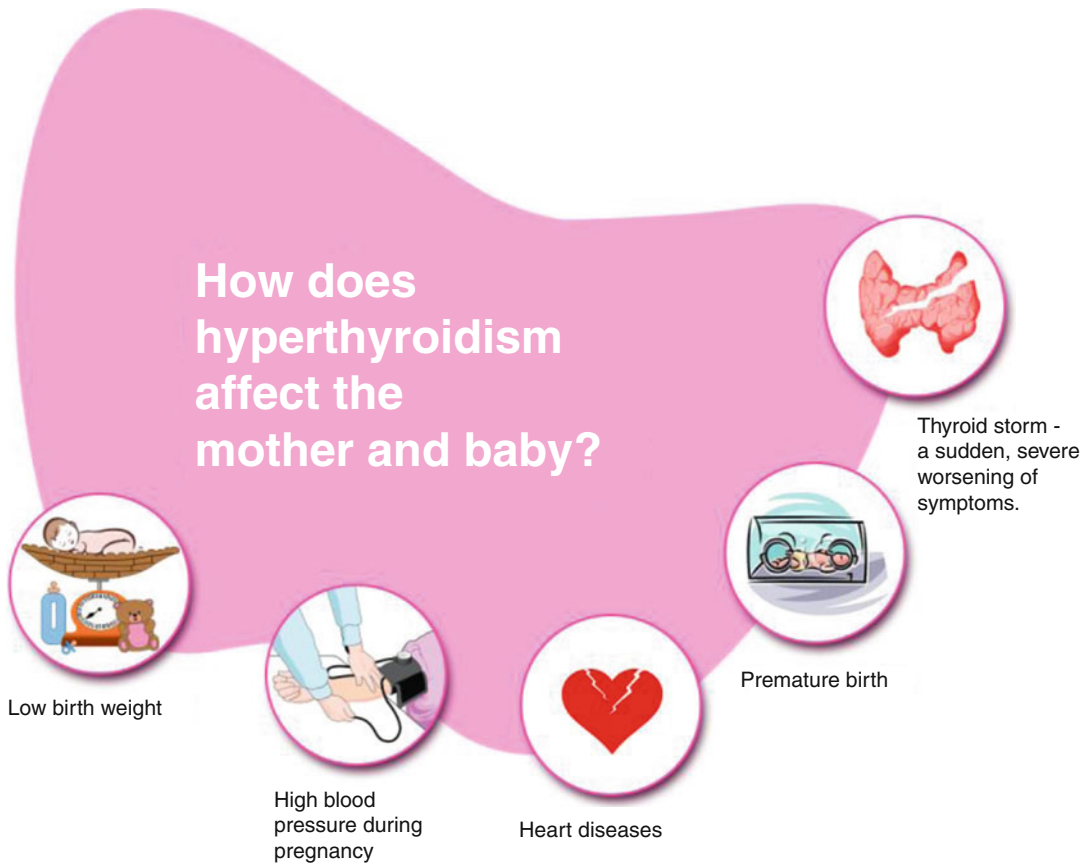 How does
hyperthyroidism
affect the
mother and baby?
Thyroid storm -
a sudden, severe
worsening of
symptoms.
Premature birth
Low birth weight
High blood
pressure during
pregnancy
Heart diseases